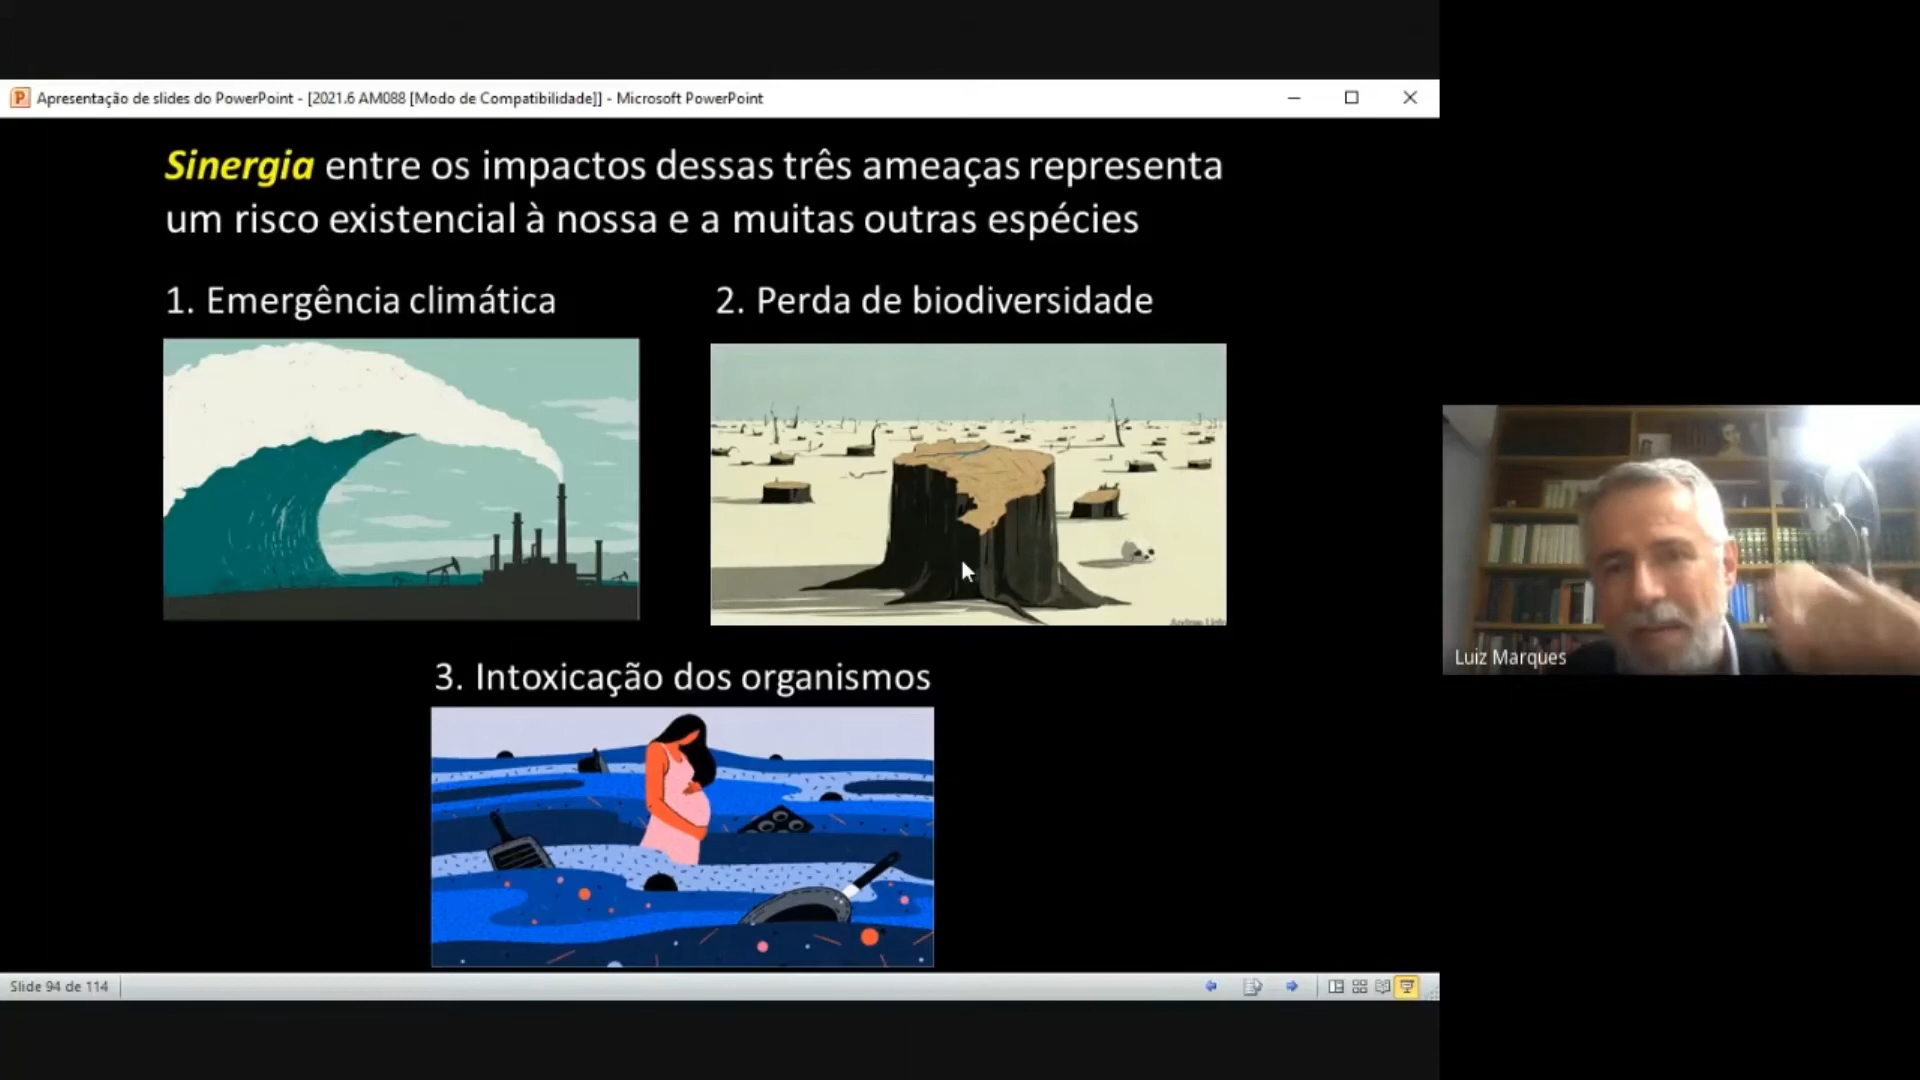 Apresentação de slides do PowerPoint - [2021.6 AM088 [Modo de Compatibilidade]] - Microsoft PowerPoint
Sinergia entre os impactos dessas três ameaças representa
um risco existencial à nossa e a muitas outras espécies
1. Emergência climática
2. Perda de biodiversidade
3. Intoxicação dos organismos
Luiz Marques
Slide 94 de 114